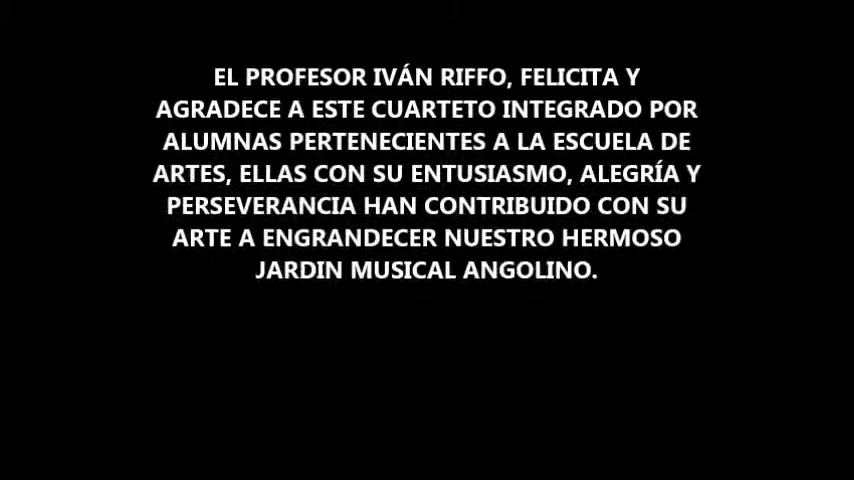 EL PROFESOR IVÁN RIFFO, FELICITA Y
AGRADECE A ESTE CUARTETO INTEGRADO POR
ALUMNAS PERTENECIENTES A LA ESCUELA DE
ARTES, ELLAS CON SU ENTUSIASMO, ALEGRÍA Y
PERSEVERANCIA HAN CONTRIBUIDO CON SU
ARTE A ENGRANDECER NUESTRO HERMOSO
JARDIN MUSICAL ANGOLINO.